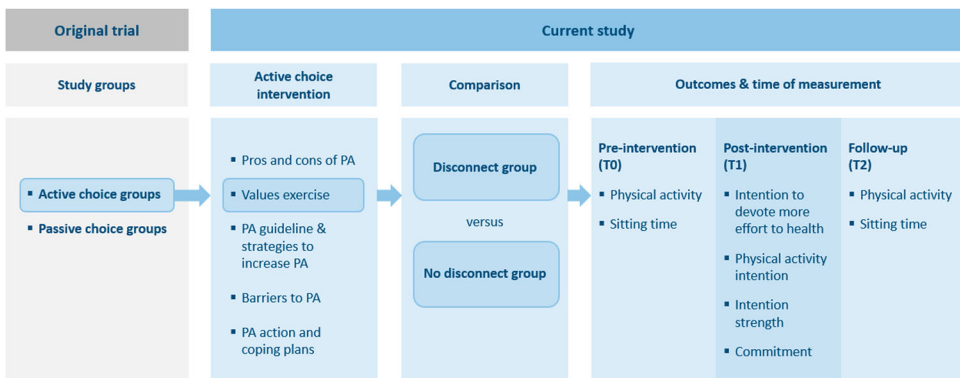 Original trial
Current study
Study groups
Active choice
intervention
Comparison
Outcomes & time of measurement
▪ Active choice groups
▪ Passive choice groups
▪ Pros and cons of PA
▪ Values exercise
▪ PA guideline &
strategies to
increase PA
▪ Barriers to PA
▪ PA action and
coping plans
Disconnect group
versus
No disconnect group
Pre-intervention
(T0)
▪ Physical activity
▪ Sitting time
Post-intervention
(T1)
▪ Intention to
devote more
effort to health
▪ Physical activity
intention
▪ Intention
strength
▪ Commitment
Follow-up
(T2)
▪ Physical activity
▪ Sitting time